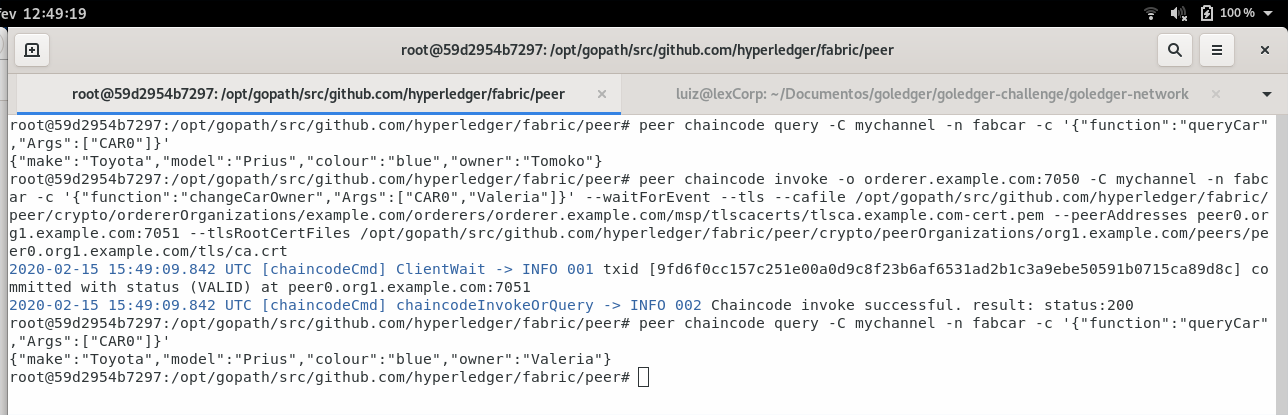 fev 12:49:19
100 %
root@59d2954b7297: /opt/gopath/src/github.com/hyperledger/fabric/peer
root@59d2954b7297: /opt/gopath/src/github.com/hyperledger/fabric/peer
luiz@lexCorp: ~/Documentos/goledger/goledger-challenge/goledger-network
root@59d2954b7297:/opt/gopath/src/github.com/hyperledger/fabric/peer# peer chaincode query -C mychannel -n fabcar -c '{"function":"queryCar"
,"Args":["CAR0"]}'
{"make":"Toyota","model":"Prius","colour":"blue","owner":"Tomoko"}
root@59d2954b7297:/opt/gopath/src/github.com/hyperledger/fabric/peer# peer chaincode invoke -o orderer.example.com:7050 -C mychannel -n fabc
ar -c '{"function":"changeCarOwner","Args":["CAR0","Valeria"]}' --waitForEvent --tls --cafile /opt/gopath/src/github.com/hyperledger/fabric/
peer/crypto/ordererOrganizations/example.com/orderers/orderer.example.com/msp/tlscacerts/tlsca.example.com-cert.pem --peerAddresses peer0.or
g1.example.com:7051 --tlsRootCertFiles /opt/gopath/src/github.com/hyperledger/fabric/peer/crypto/peerOrganizations/org1.example.com/peers/pe
er0.org1.example.com/tls/ca.crt
2020-02-15 15:49:09.842 UTC [chaincodeCmd] ClientWait -> INFO 001 txid [9fd6f0cc157c251e00a0d9c8f23b6af6531ad2b1c3a9ebe50591b0715ca89d8c] co
mmitted with status (VALID) at peer0.org1.example.com:7051
2020-02-15 15:49:09.842 UTC [chaincodeCmd] chaincodeInvokeOrQuery -> INFO 002 Chaincode invoke successful. result: status:200
root@59d2954b7297:/opt/gopath/src/github.com/hyperledger/fabric/peer# peer chaincode query -C mychannel -n fabcar -c '{"function":"queryCar"
,"Args":["CAR0"]}'
{"make":"Toyota","model":"Prius","colour":"blue","owner":"Valeria"}
root@59d2954b7297:/opt/gopath/src/github.com/hyperledger/fabric/peer#